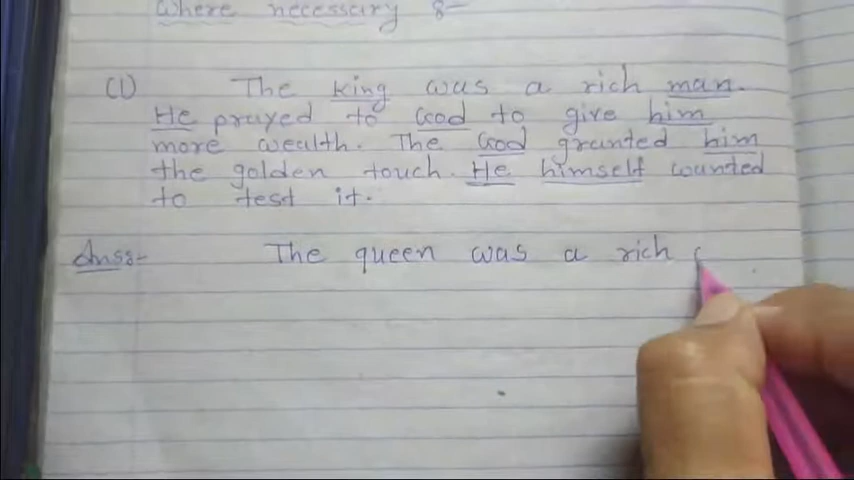 where necessary :-
(1) The king was a rich man.
He prayed to God to give him
more wealth. The God granted him
the golden touch. He himself wanted
to test it.
Ans:- The queen was a rich